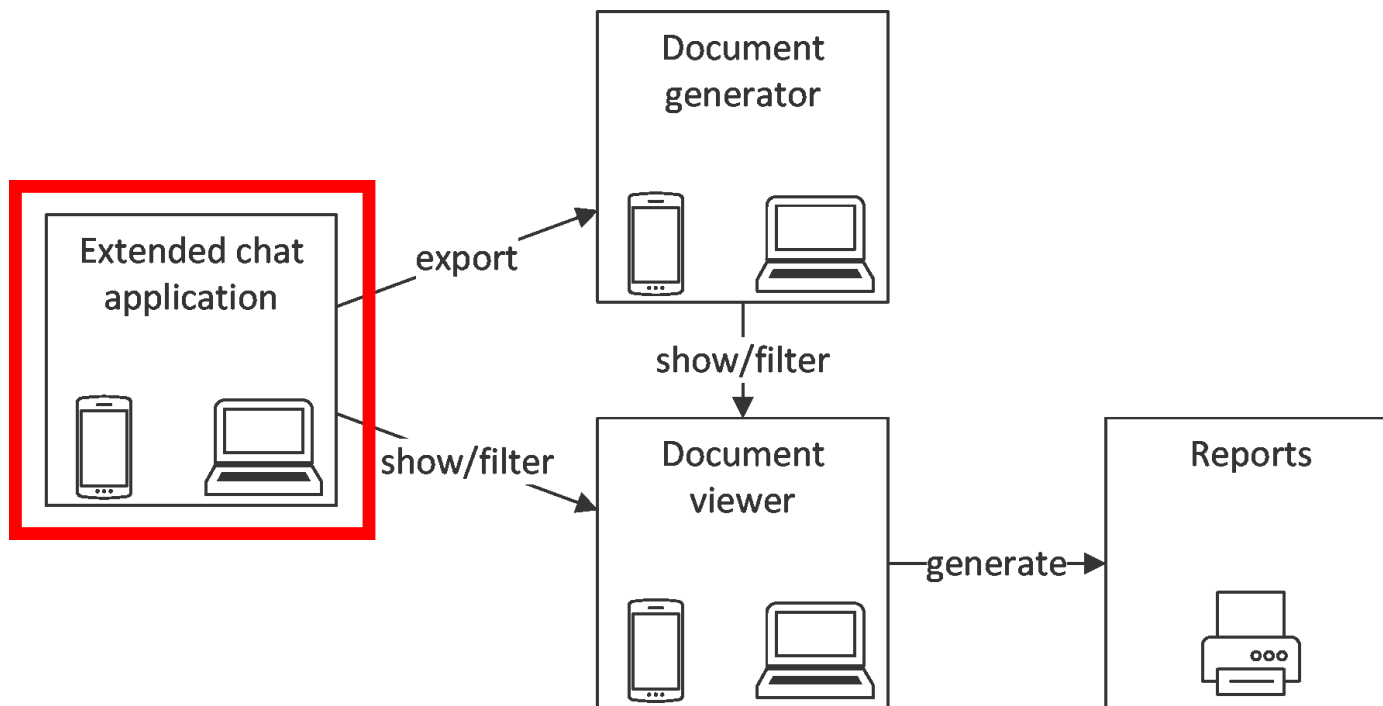 Document
generator
Extended chat
application
export
show/filter
show/filter
Document
viewer
generate
Reports